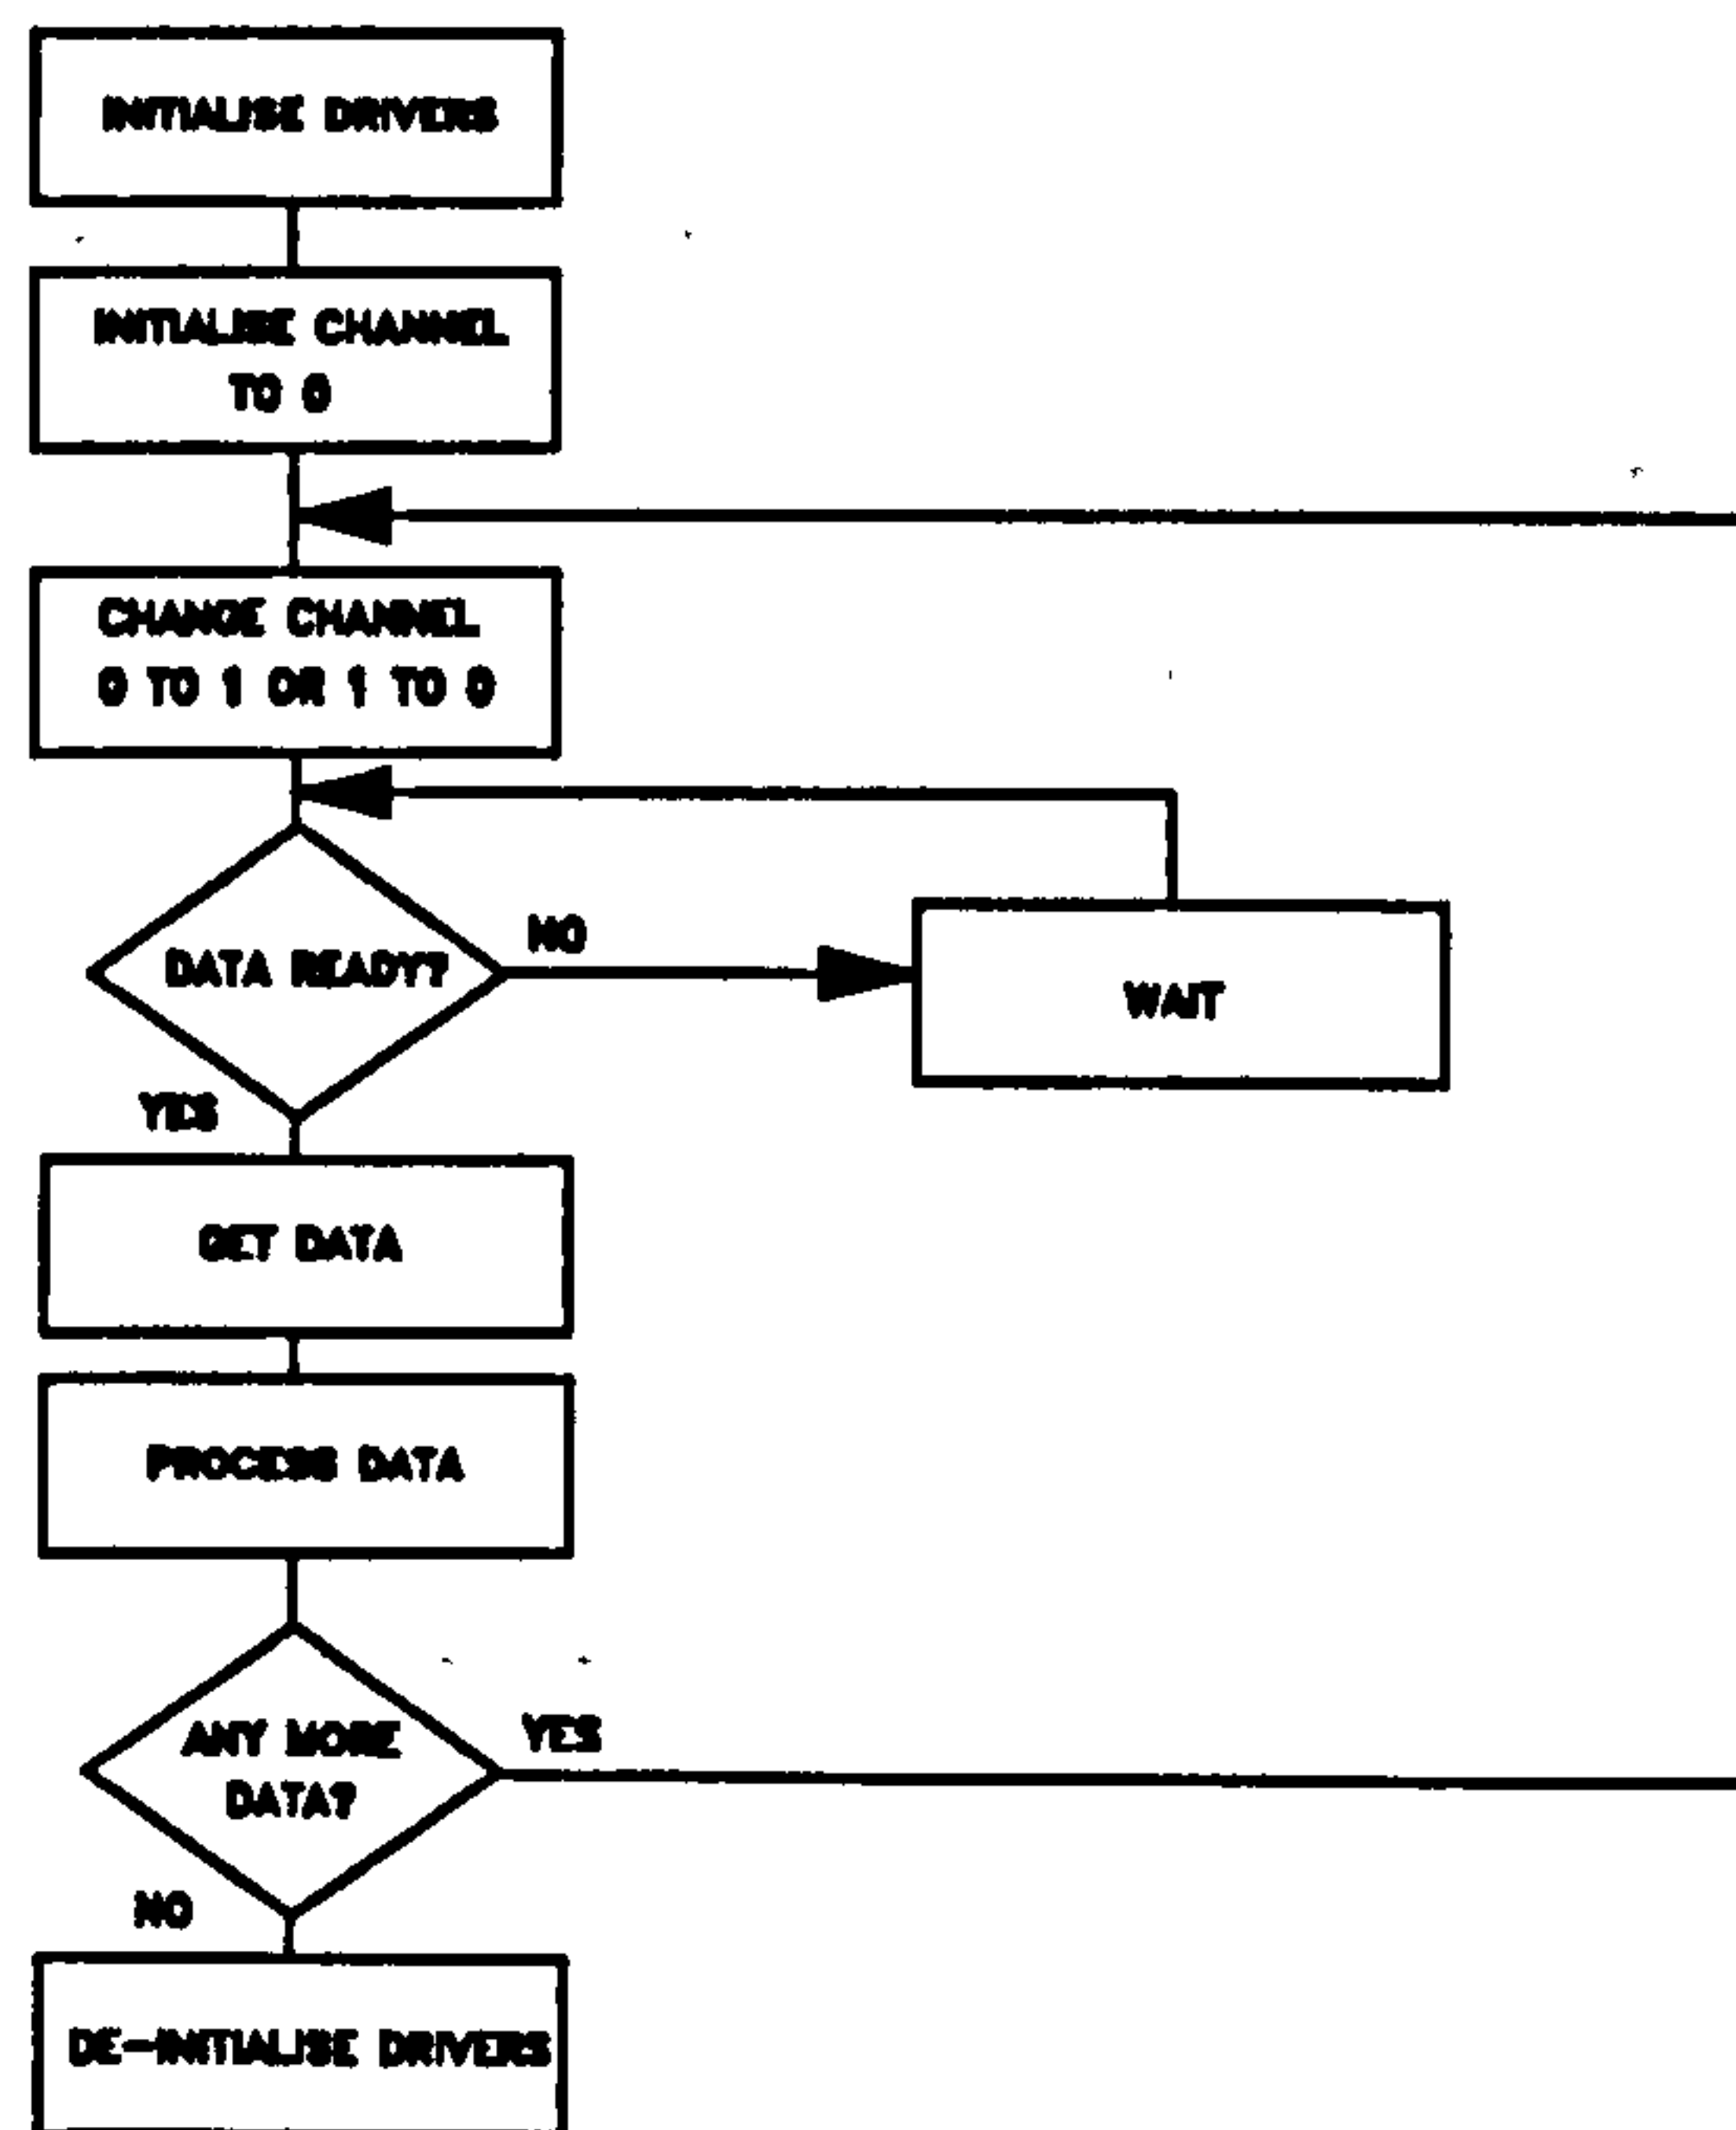 INITIALISE DRIVERS
INITIALISE CHANNEL
TO 0
CHANGE CHANNEL
0 TO 1 OR 1 TO 0
NO
DATA READY?
WAIT
YES
GET DATA
PROCESS DATA
YES
ANY MORE
DATA?
NO
DE-INITIALISE DRIVERS